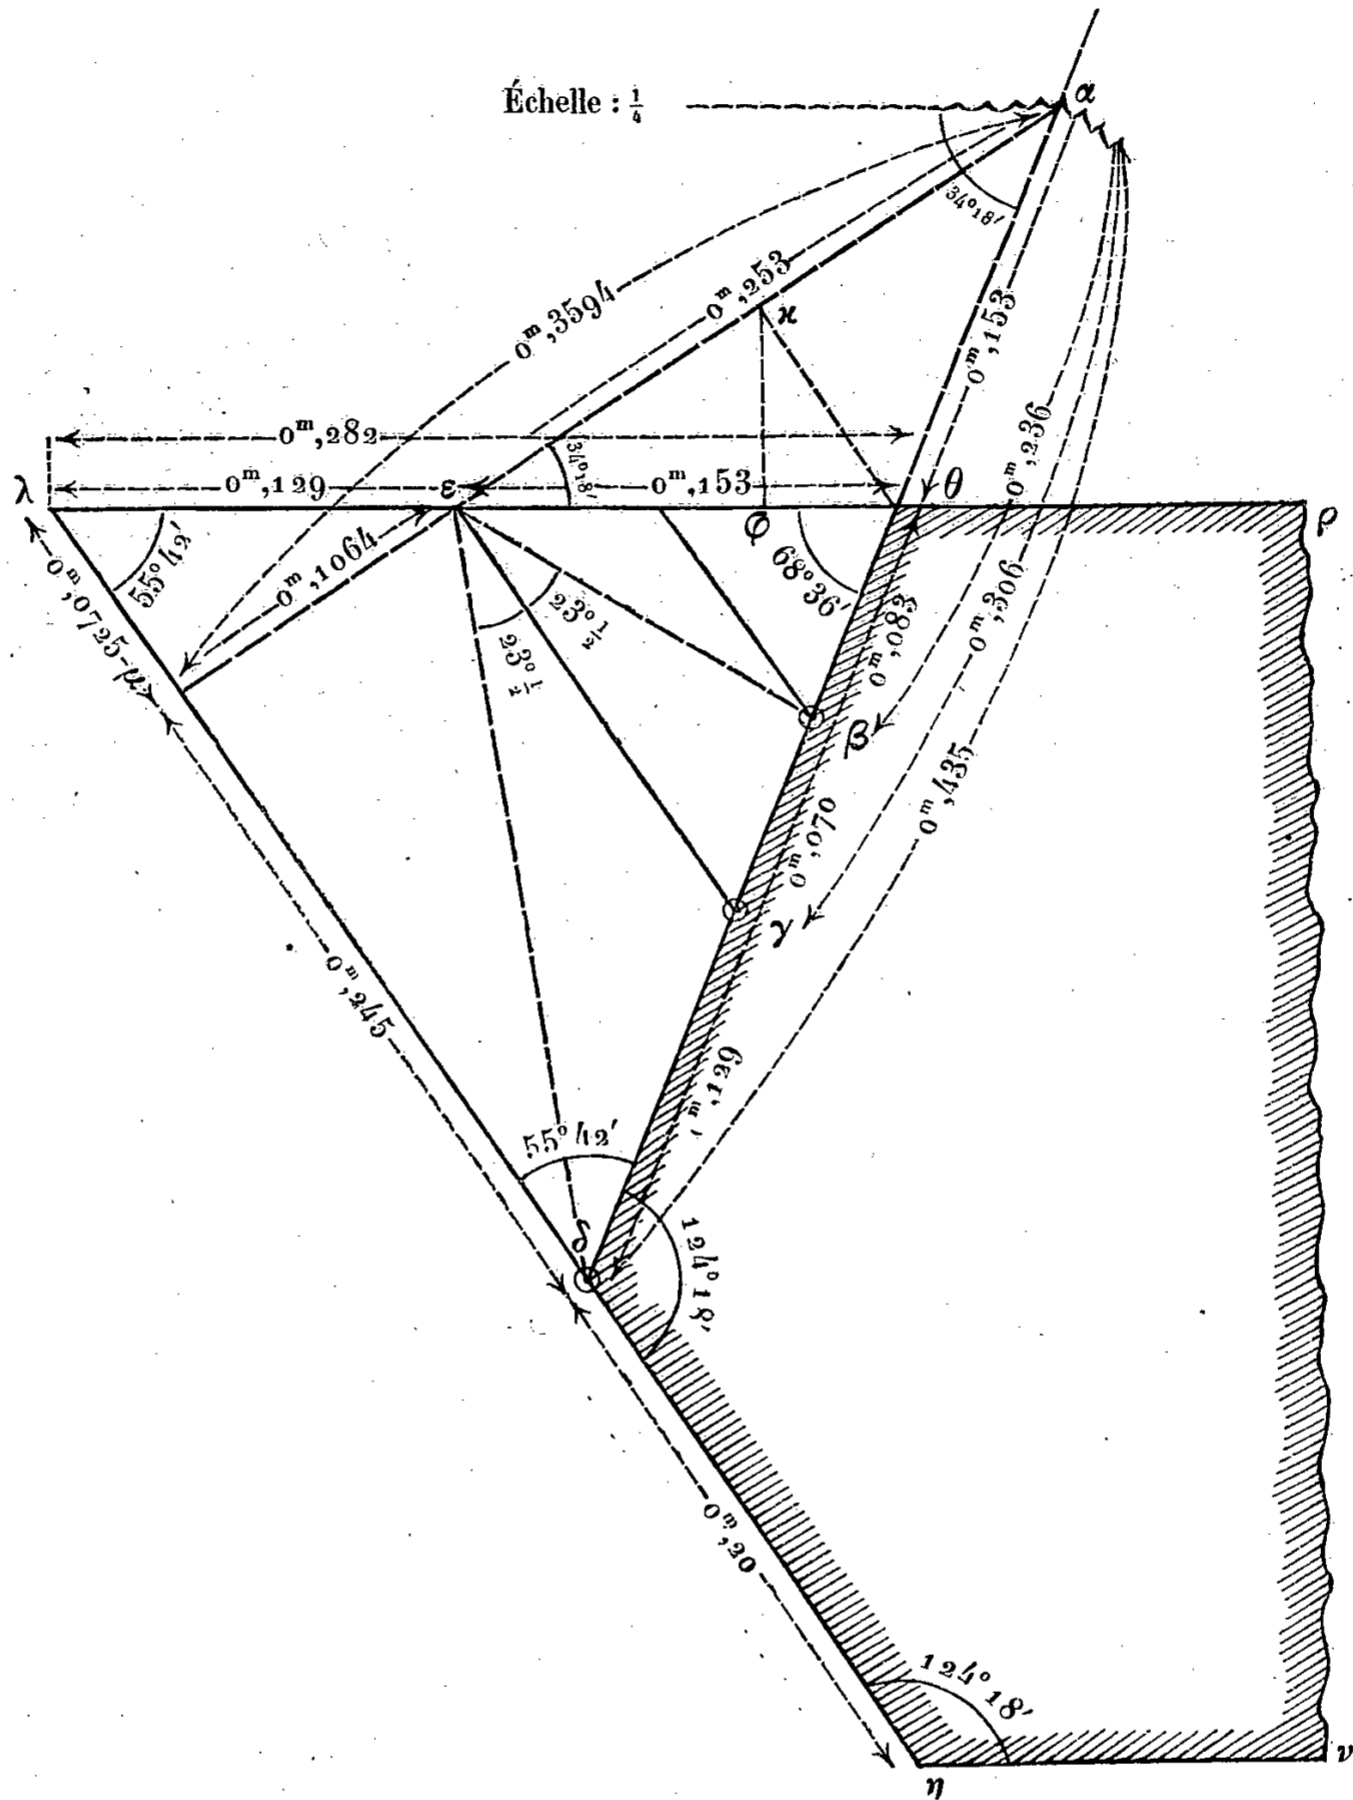 Échelle : 1/4
α
34°18′
0ᵐ,3594
0ᵐ,253
ϰ
0ᵐ,153
0ᵐ,236
0ᵐ,282
34°18′
λ
0ᵐ,129
ε
0ᵐ,153
θ
φ
ρ
55°42′
0ᵐ,1064
68°36′
0ᵐ,306
0ᵐ,083
0ᵐ,0725
μ
23°1/2
23°1/2
β
0ᵐ,435
0ᵐ,070
γ
0ᵐ,245
ᵐ,129
55°42′
δ
124°18′
0ᵐ,20
124°18′
η
ν